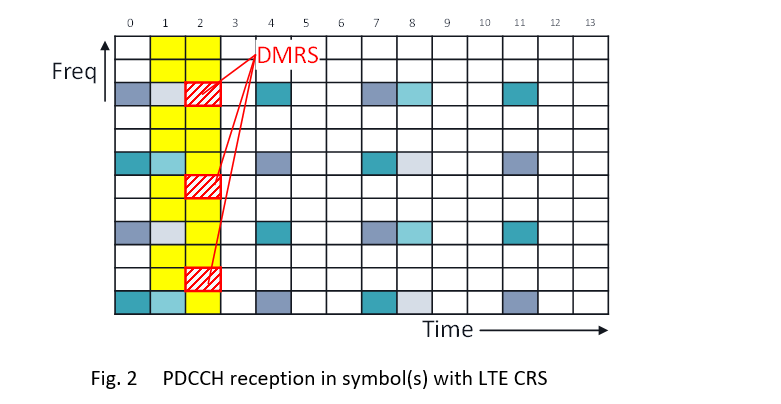 0 1 2 3 4 5 6 7 8 9 10 11 12 13
DMRS
Freq
Time
Fig. 2 PDCCH reception in symbol(s) with LTE CRS